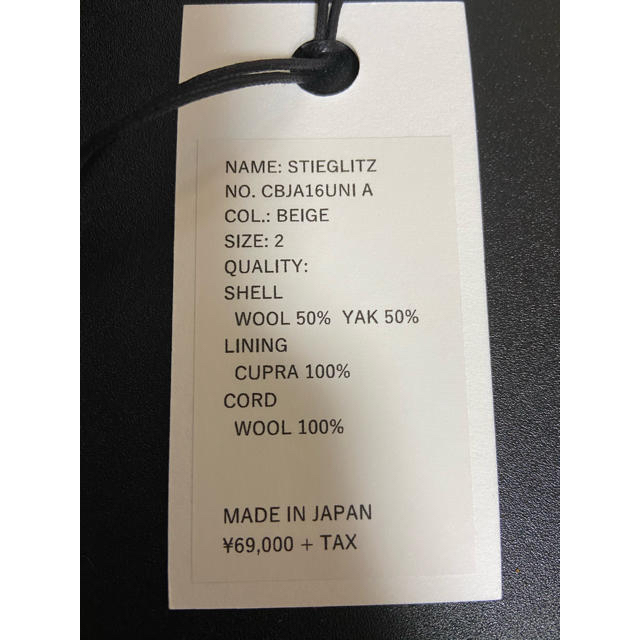 NAME: STIEGLITZ
NO. CBJA16UNI A
COL.: BEIGE
SIZE: 2
QUALITY:
SHELL
WOOL 50% YAK 50%
LINING
CUPRA 100%
CORD
WOOL 100%
MADE IN JAPAN
¥69,000 + TAX